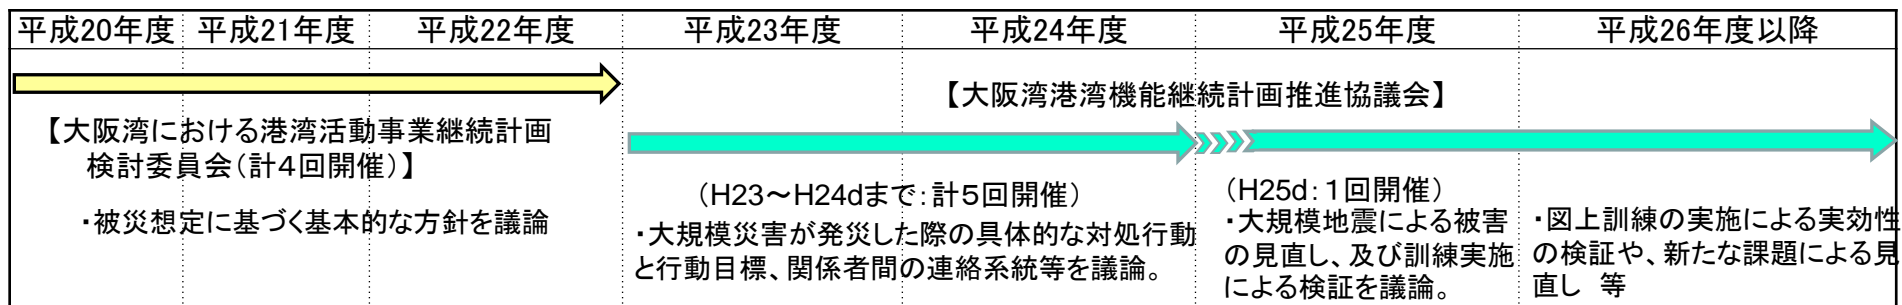 平成20年度 平成21年度 平成22年度 平成23年度 平成24年度 平成25年度 平成26年度以降
【大阪湾における港湾活動事業継続計画
検討委員会(計4回開催)】
・被災想定に基づく基本的な方針を議論
【大阪湾港湾機能継続計画推進協議会】
(H23～H24dまで:計5回開催)
・大規模災害が発災した際の具体的な対処行動
と行動目標、関係者間の連絡系統等を議論。
(H25d:1回開催)
・大規模地震による被害
の見直し、及び訓練実施
による検証を議論。
・図上訓練の実施による実効性
の検証や、新たな課題による見
直し 等